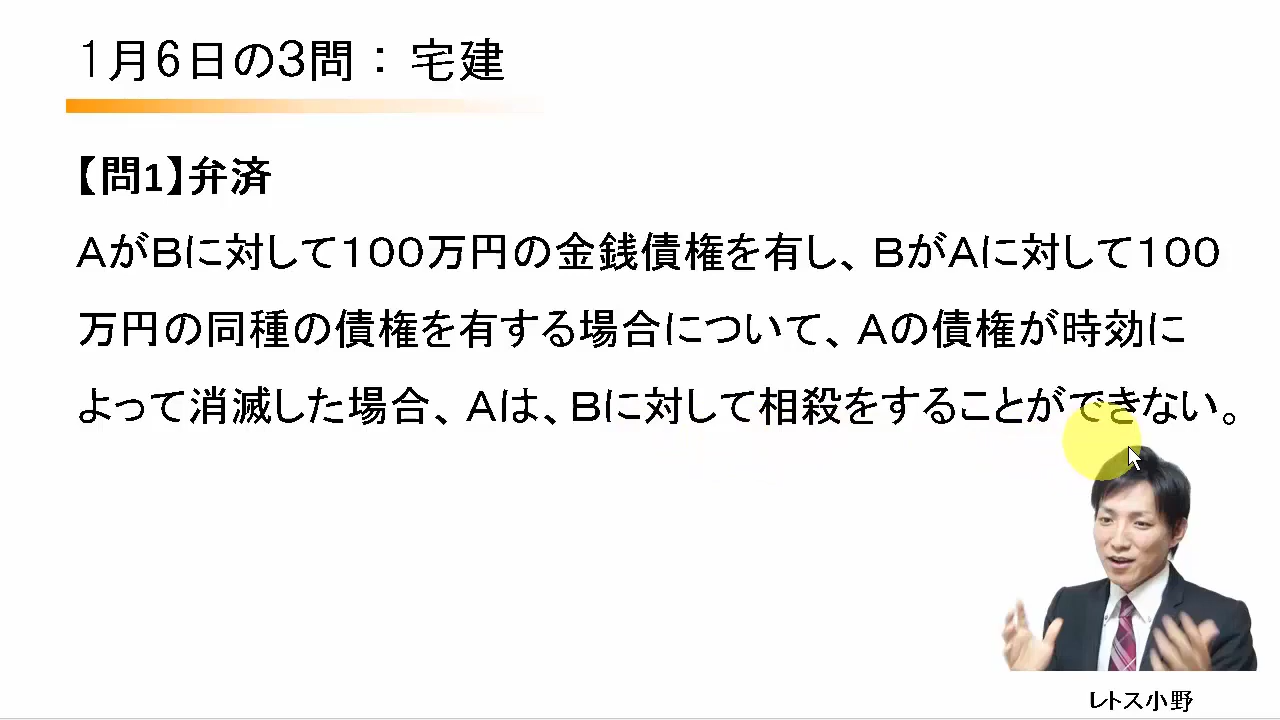 1月6日の3問：宅建
【問1】弁済
AがBに対して100万円の金銭債権を有し、BがAに対して100
万円の同種の債権を有する場合について、Aの債権が時効に
よって消滅した場合、Aは、Bに対して相殺をすることができない。
レトス小野